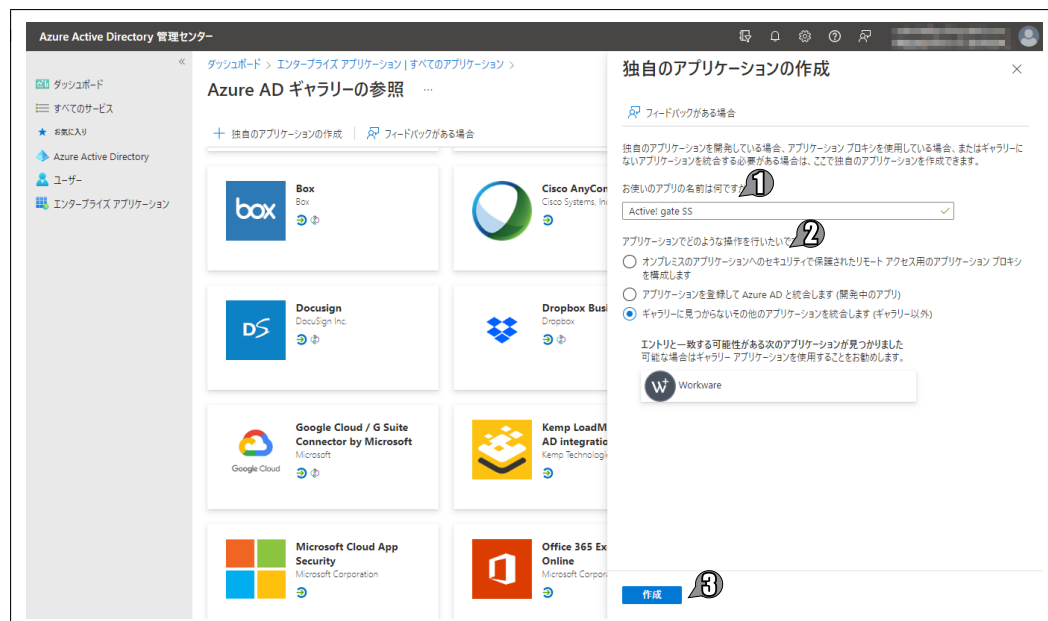 Azure Active Directory 管理センター
«
ダッシュボード
すべてのサービス
お気に入り
Azure Active Directory
ユーザー
エンタープライズ アプリケーション
ダッシュボード > エンタープライズ アプリケーション | すべてのアプリケーション >
Azure AD ギャラリーの参照 …
+ 独自のアプリケーションの作成 フィードバックがある場合
box
Box
Box
Cisco AnyCon
Cisco Systems, In
DS
Docusign
DocuSign Inc.
Dropbox Busi
Dropbox
Google Cloud
Google Cloud / G Suite
Connector by Microsoft
Microsoft
Kemp LoadM
AD integratio
Kemp Technologi
Microsoft Cloud App
Security
Microsoft Corporation
Office 365 Ex
Online
Microsoft Corpor
独自のアプリケーションの作成
フィードバックがある場合
独自のアプリケーションを開発している場合、アプリケーション プロキシを使用している場合、またはギャラリーに
ないアプリケーションを統合する必要がある場合は、ここで独自のアプリケーションを作成できます。
お使いのアプリの名前は何ですか
1
Active! gate SS
アプリケーションでどのような操作を行いたいで
2
オンプレミスのアプリケーションへのセキュリティで保護されたリモート アクセス用のアプリケーション プロキシ
を構成します
アプリケーションを登録して Azure AD と統合します (開発中のアプリ)
ギャラリーに見つからないその他のアプリケーションを統合します (ギャラリー以外)
エントリと一致する可能性がある次のアプリケーションが見つかりました
可能な場合はギャラリー アプリケーションを使用することをお勧めします。
W+ Workware
作成
3